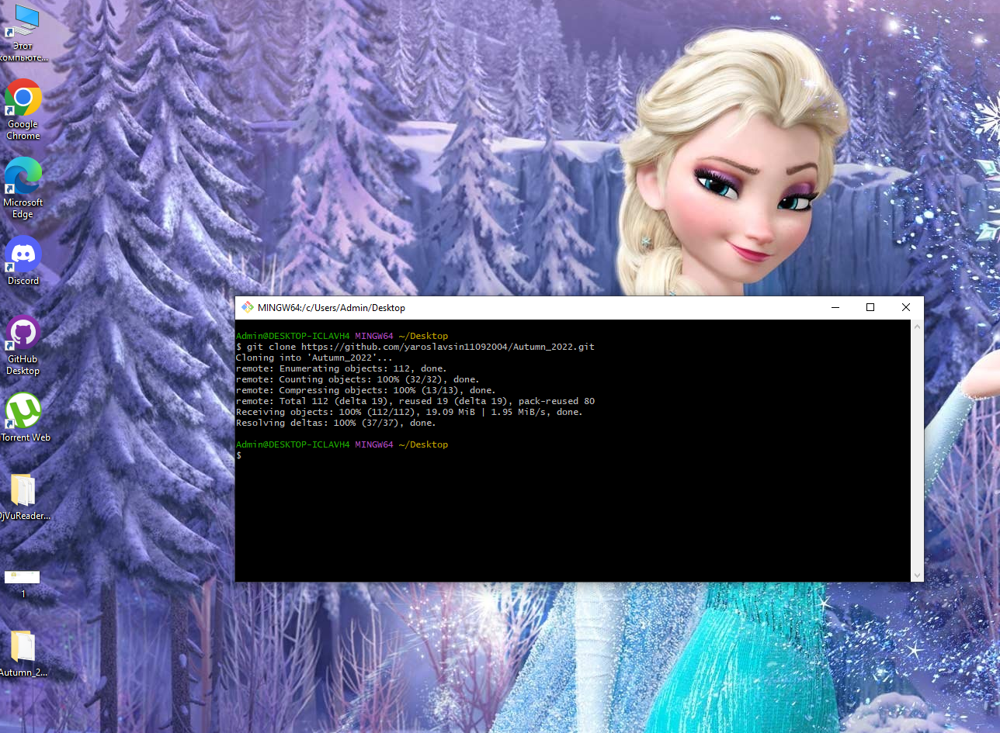 Этот
компьюте...
Google
Chrome
Microsoft
Edge
Discord
GitHub
Desktop
Torrent Web
DjVuReader...
1
Autumn_2...
MINGW64:/c/Users/Admin/Desktop
Admin@DESKTOP-ICLAVH4 MINGW64 ~/Desktop
$ git clone https://github.com/yaroslavsin11092004/Autumn_2022.git
Cloning into 'Autumn_2022'...
remote: Enumerating objects: 112, done.
remote: Counting objects: 100% (32/32), done.
remote: Compressing objects: 100% (13/13), done.
remote: Total 112 (delta 19), reused 19 (delta 19), pack-reused 80
Receiving objects: 100% (112/112), 19.09 MiB | 1.95 MiB/s, done.
Resolving deltas: 100% (37/37), done.
Admin@DESKTOP-ICLAVH4 MINGW64 ~/Desktop
$